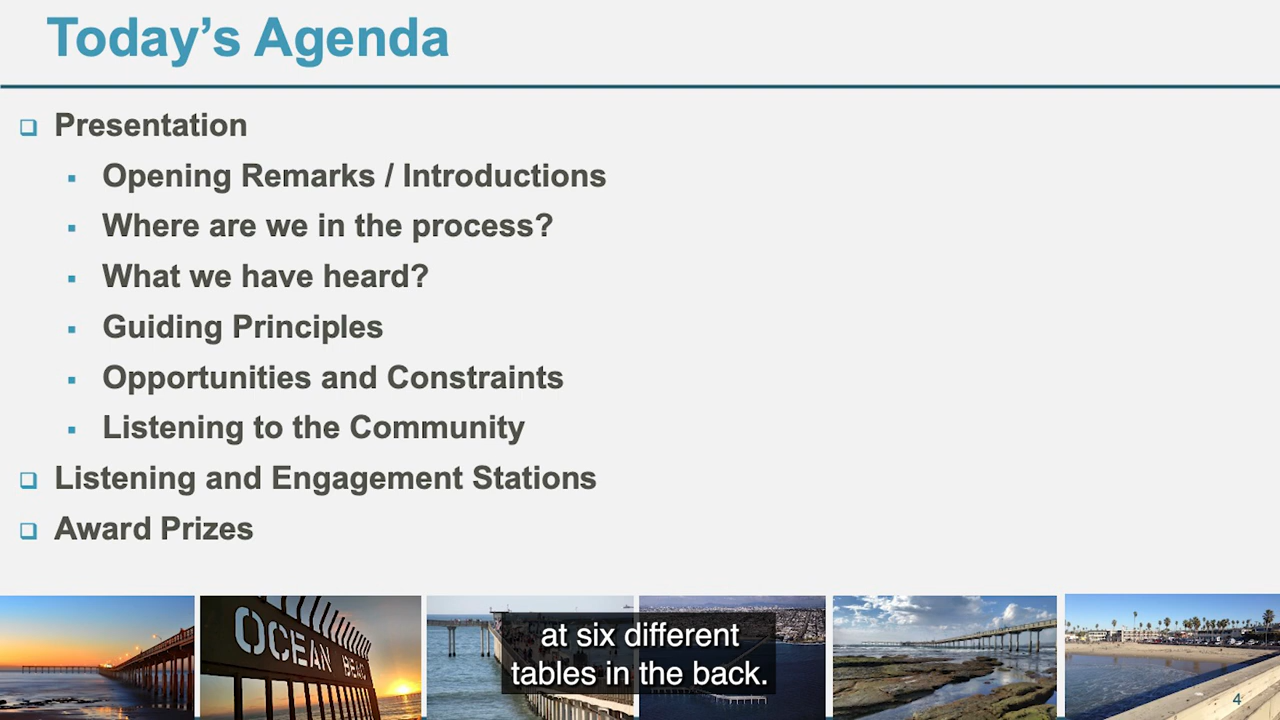 Today's Agenda
Presentation
Opening Remarks / Introductions
Where are we in the process?
What we have heard?
Guiding Principles
Opportunities and Constraints
Listening to the Community
Listening and Engagement Stations
Award Prizes
OCEAN BEACH
at six different
tables in the back.
4